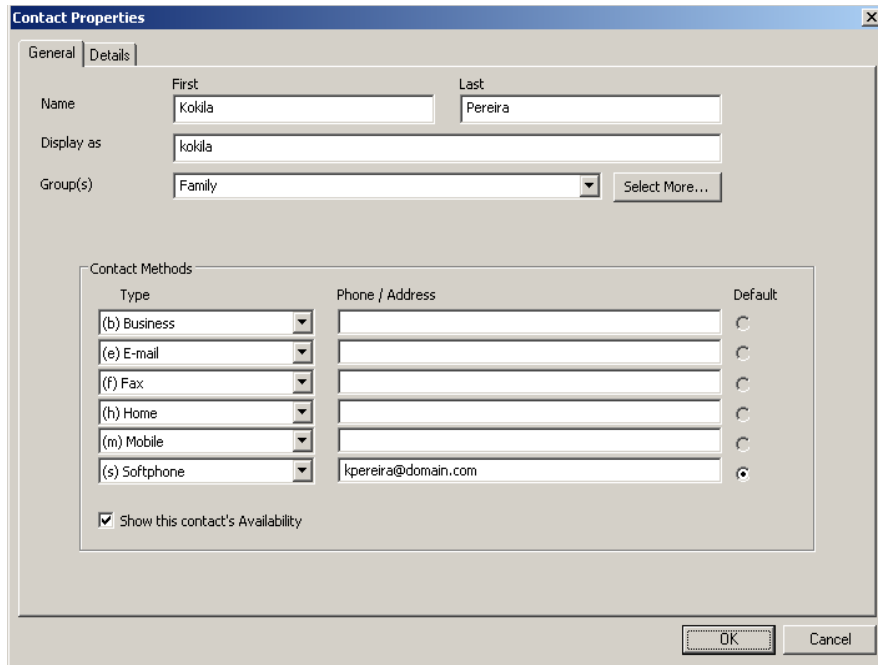 Contact Properties
General Details
First Last
Name Kokila Pereira
Display as kokila
Group(s) Family Select More...
Contact Methods
Type Phone / Address Default
(b) Business
(e) E-mail
(f) Fax
(h) Home
(m) Mobile
(s) Softphone kpereira@domain.com
Show this contact's Availability
OK Cancel